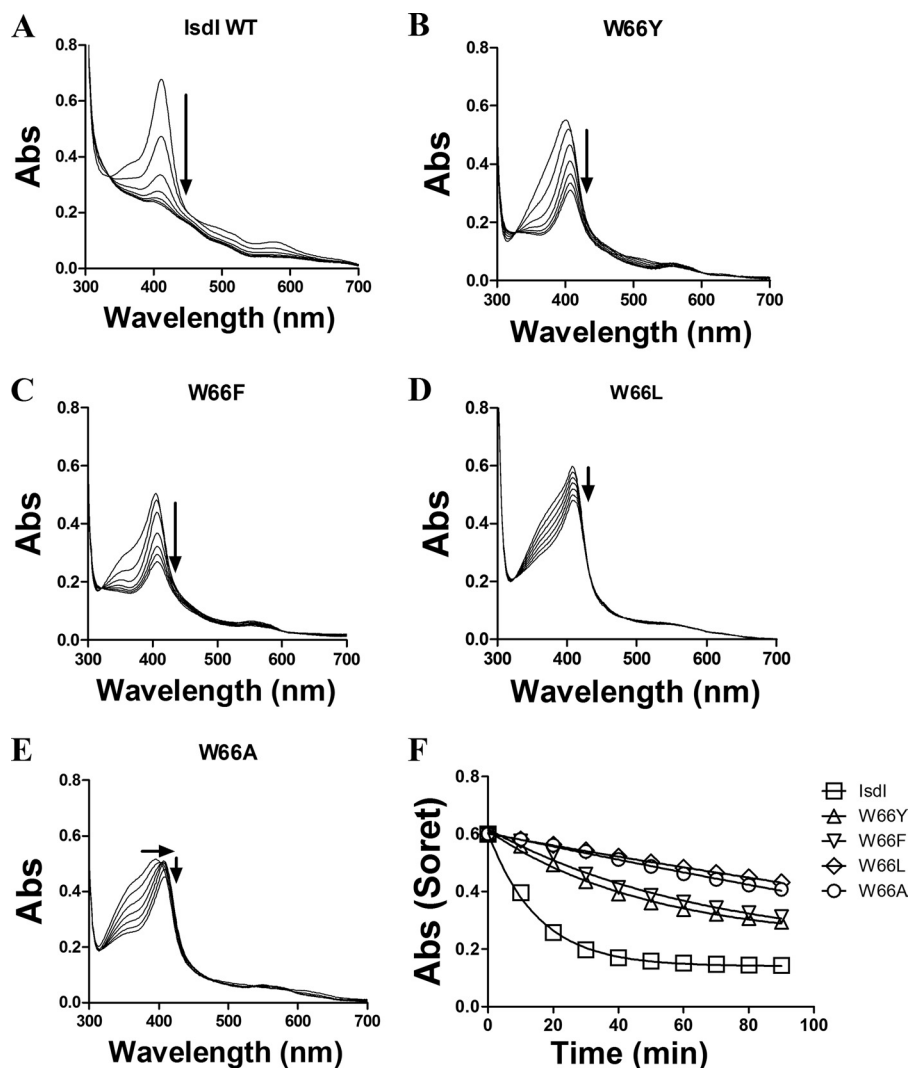 A
IsdI WT
Abs
0.8
0.6
0.4
0.2
0.0
300 400 500 600 700
Wavelength (nm)
B
W66Y
Abs
0.8
0.6
0.4
0.2
0.0
300 400 500 600 700
Wavelength (nm)
C
W66F
Abs
0.8
0.6
0.4
0.2
0.0
300 400 500 600 700
Wavelength (nm)
D
W66L
Abs
0.8
0.6
0.4
0.2
0.0
300 400 500 600 700
Wavelength (nm)
E
W66A
Abs
0.8
0.6
0.4
0.2
0.0
300 400 500 600 700
Wavelength (nm)
F
Abs (Soret)
0.8
0.6
0.4
0.2
0.0
0 20 40 60 80 100
Time (min)
IsdI
W66Y
W66F
W66L
W66A